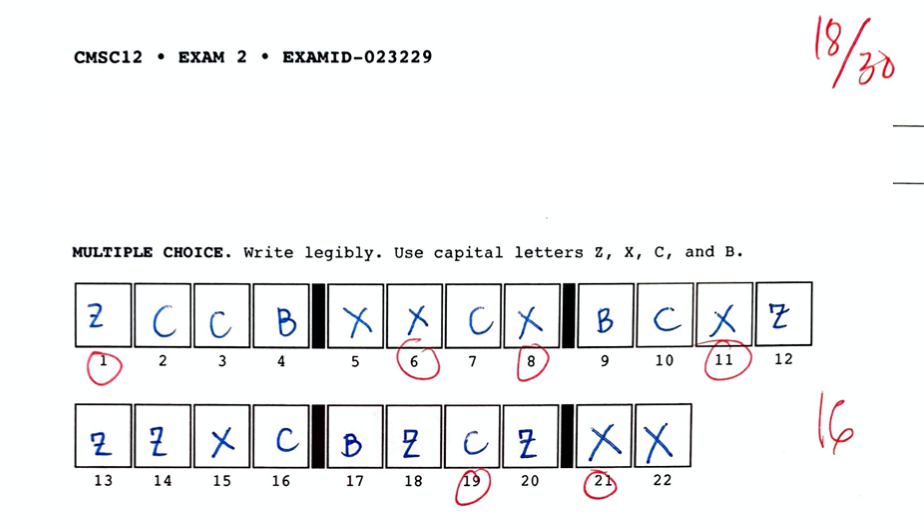 CMSC12 • EXAM 2 • EXAMID-023229
18/30
MULTIPLE CHOICE. Write legibly. Use capital letters Z, X, C, and B.
Z C C B X X C X B C X Z
1 2 3 4 5 6 7 8 9 10 11 12
Z Z X C B Z C Z X X
16
13 14 15 16 17 18 19 20 21 22